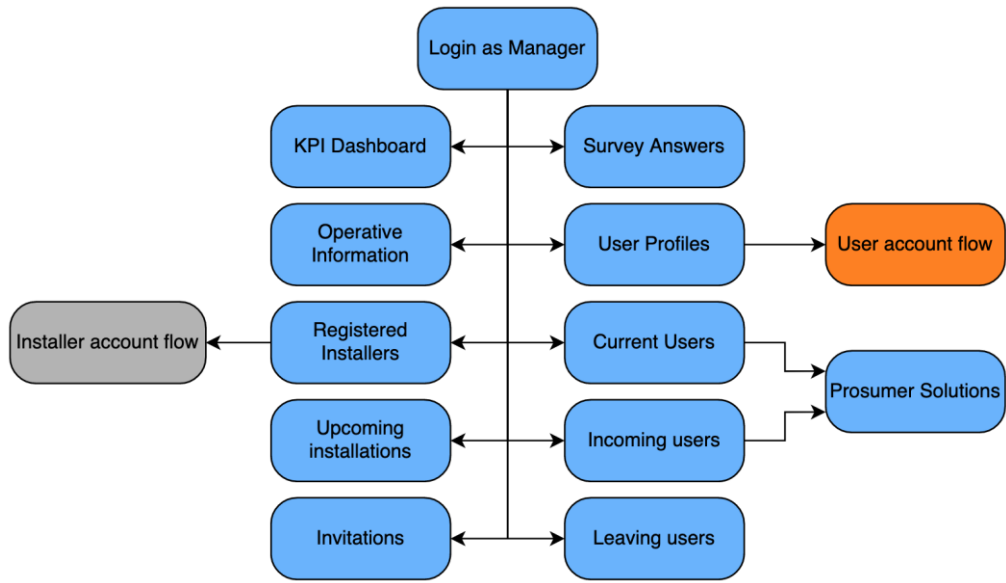 Login as Manager
KPI Dashboard
Survey Answers
Operative
Information
User Profiles
User account flow
Installer account flow
Registered
Installers
Current Users
Prosumer Solutions
Upcoming
installations
Incoming users
Invitations
Leaving users